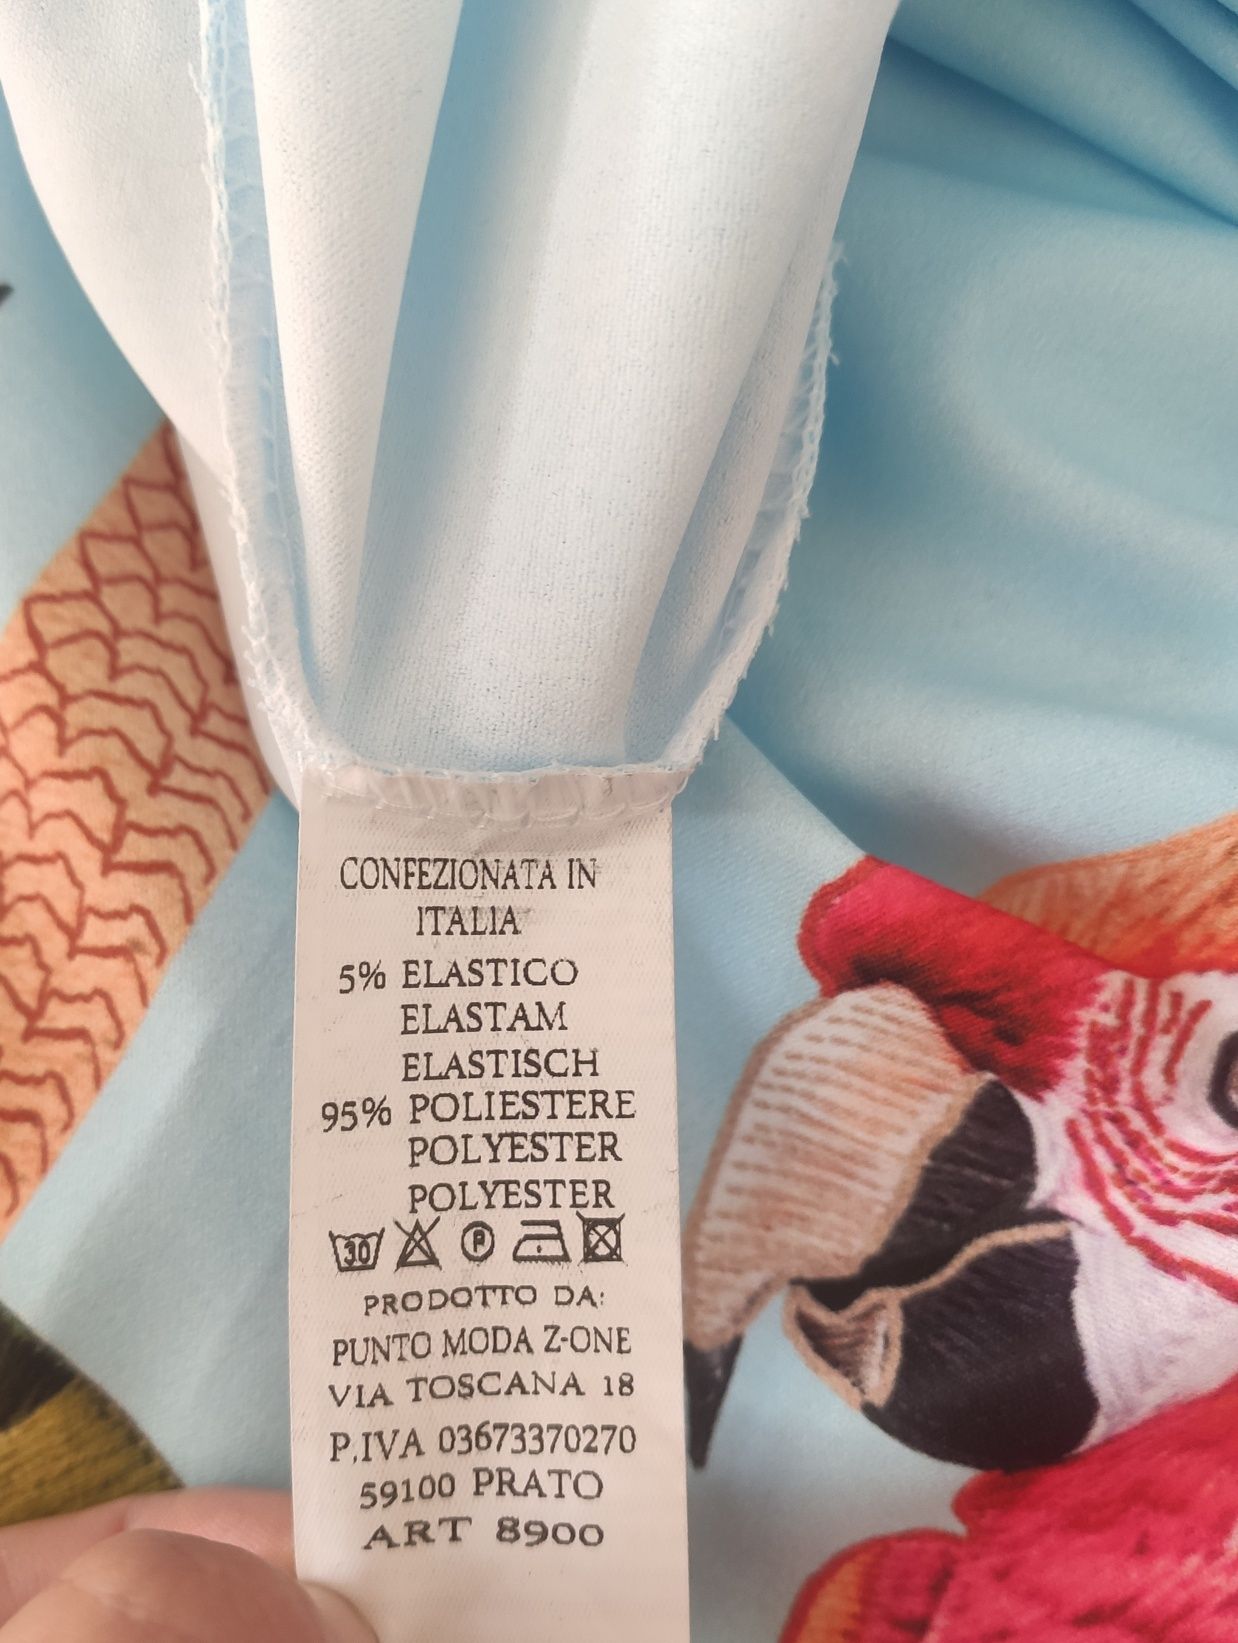 CONFEZIONATA IN
ITALIA
5% ELASTICO
ELASTAM
ELASTISCH
95% POLIESTERE
POLYESTER
POLYESTER
30 P
PRODOTTO DA:
PUNTO MODA Z-ONE
VIA TOSCANA 18
P.IVA 03673370270
59100 PRATO
ART 8900